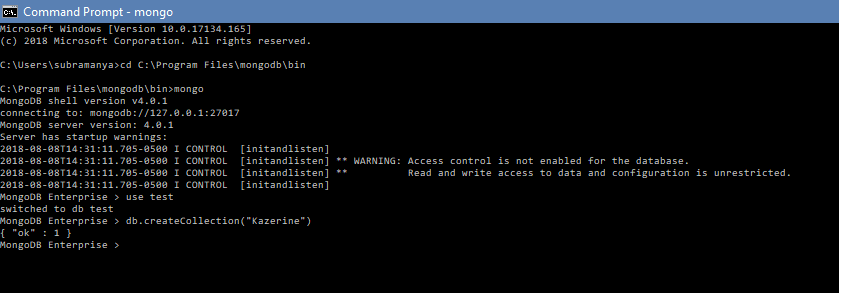 C:\. Command Prompt - mongo
Microsoft Windows [Version 10.0.17134.165]
(c) 2018 Microsoft Corporation. All rights reserved.
C:\Users\subramanya>cd C:\Program Files\mongodb\bin
C:\Program Files\mongodb\bin>mongo
MongoDB shell version v4.0.1
connecting to: mongodb://127.0.0.1:27017
MongoDB server version: 4.0.1
Server has startup warnings:
2018-08-08T14:31:11.705-0500 I CONTROL  [initandlisten]
2018-08-08T14:31:11.705-0500 I CONTROL  [initandlisten] ** WARNING: Access control is not enabled for the database.
2018-08-08T14:31:11.705-0500 I CONTROL  [initandlisten] **          Read and write access to data and configuration is unrestricted.
2018-08-08T14:31:11.705-0500 I CONTROL  [initandlisten]
MongoDB Enterprise > use test
switched to db test
MongoDB Enterprise > db.createCollection("Kazerine")
{ "ok" : 1 }
MongoDB Enterprise >